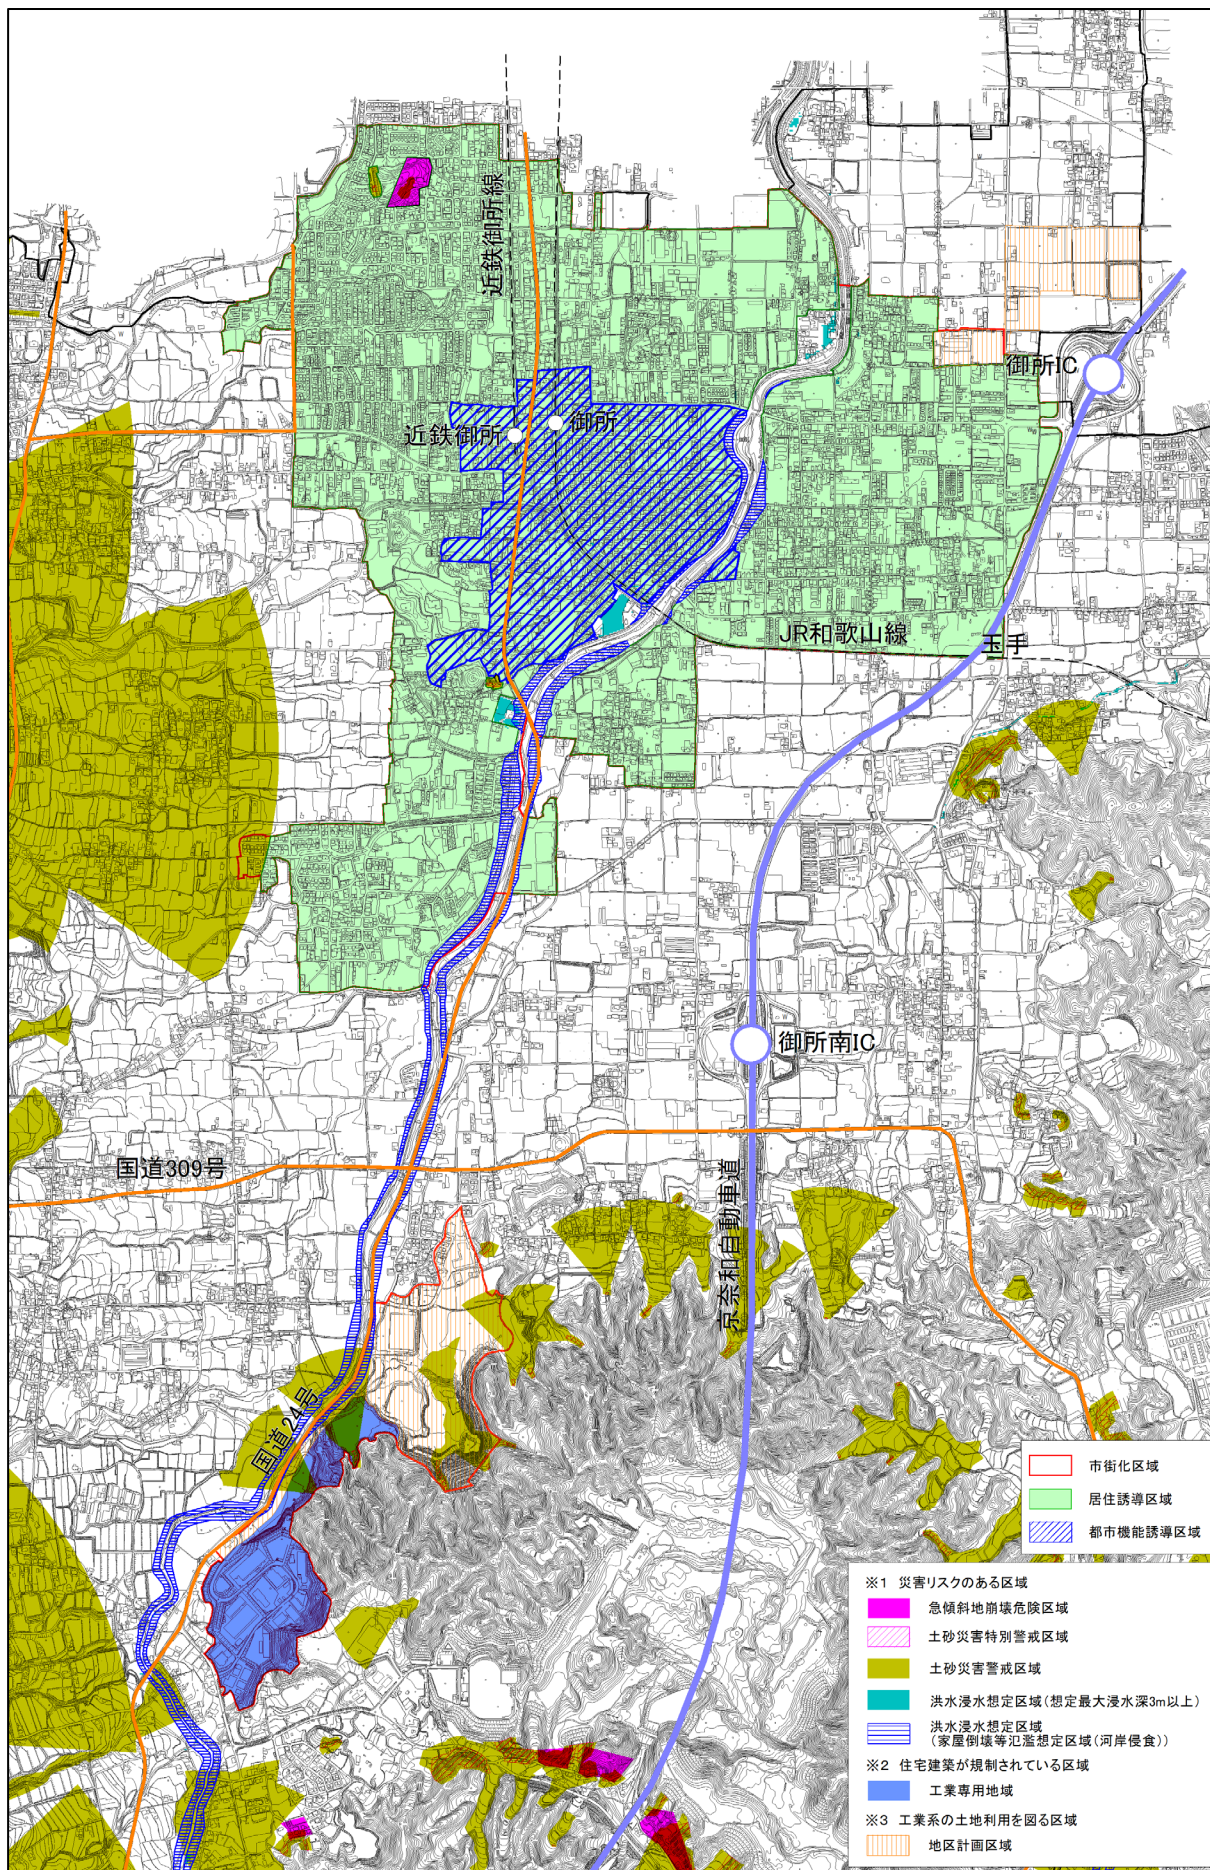 近鉄御所線
御所IC
近鉄御所
御所
JR和歌山線
玉手
御所南IC
国道309号
京奈和自動車道
国道24号
市街化区域
居住誘導区域
都市機能誘導区域
※1 災害リスクのある区域
急傾斜地崩壊危険区域
土砂災害特別警戒区域
土砂災害警戒区域
洪水浸水想定区域(想定最大浸水深3m以上)
洪水浸水想定区域
(家屋倒壊等氾濫想定区域(河岸侵食))
※2 住宅建築が規制されている区域
工業専用地域
※3 工業系の土地利用を図る区域
地区計画区域